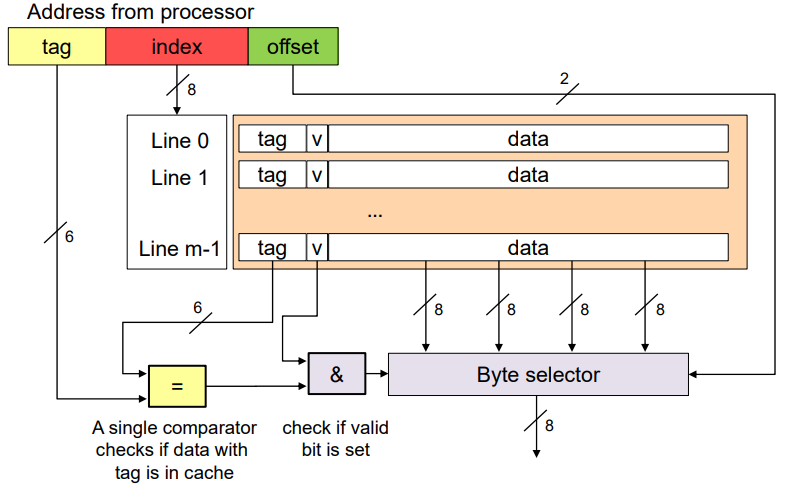 Address from processor
tag index offset
2
8
Line 0 tag v data
Line 1 tag v data
...
6
Line m-1 tag v data
8 8 8 8
6
= & Byte selector
A single comparator
checks if data with
tag is in cache
check if valid
bit is set
8